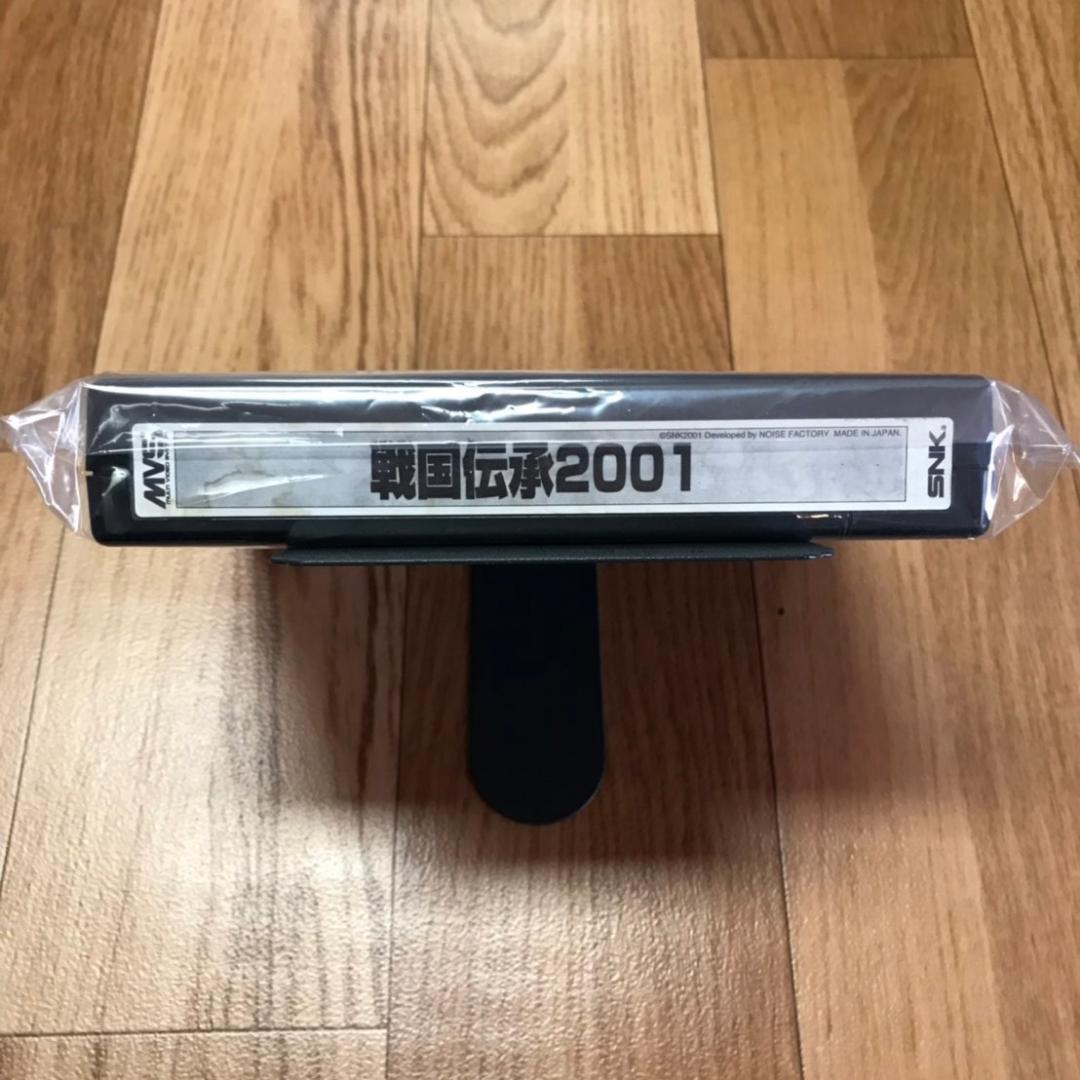 MVS
©SNK2001 Developed by NOISE FACTORY MADE IN JAPAN.
戦国伝承2001
SNK®